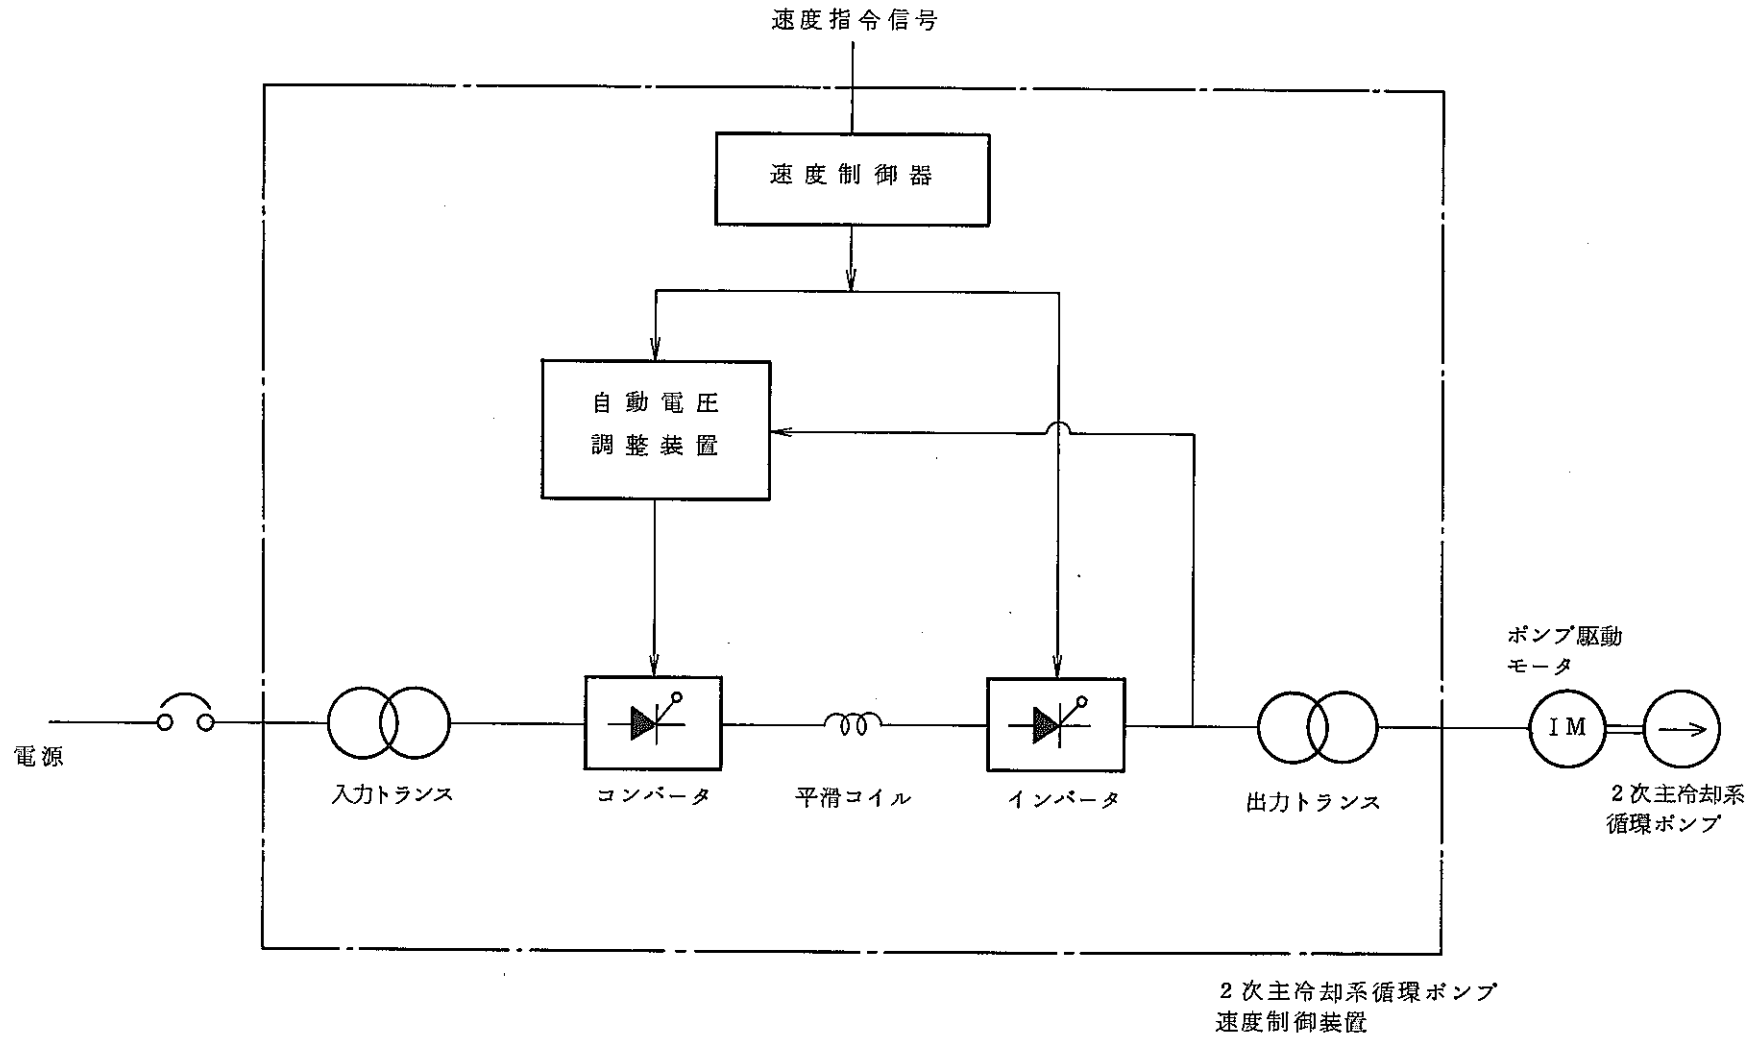 速度指令信号
速度制御器
自動電圧
調整装置
ポンプ駆動
モータ
IM
電源
入力トランス
コンバータ
平滑コイル
インバータ
出力トランス
2次主冷却系
循環ポンプ
2次主冷却系循環ポンプ
速度制御装置